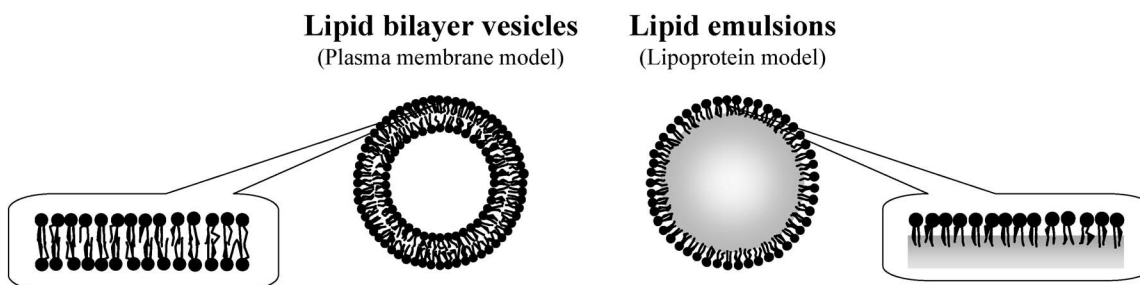 Lipid bilayer vesicles
(Plasma membrane model)
Lipid emulsions
(Lipoprotein model)